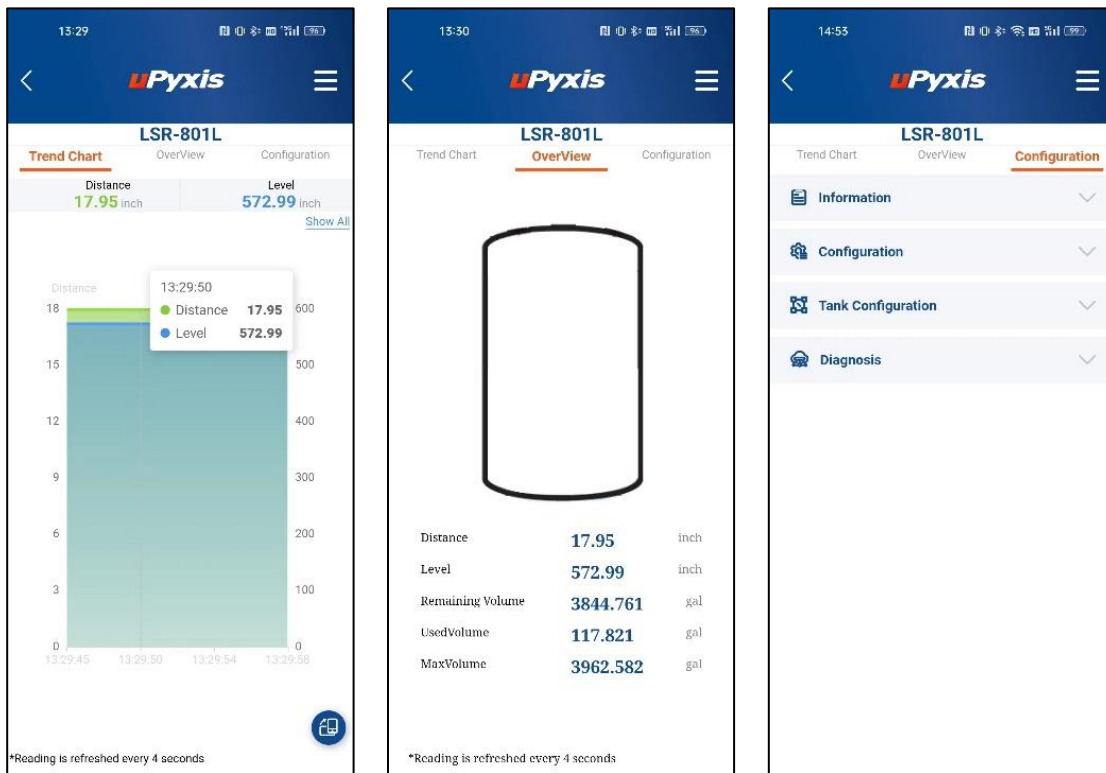 13:29
96
uPyxis
LSR-801L
Trend Chart OverView Configuration
Distance Level
17.95 inch 572.99 inch
Show All
Distance
13:29:50
Distance 17.95
Level 572.99
18 600
15 500
12 400
9 300
6 200
3 100
0 0
13:29:45 13:29:50 13:29:54 13:29:58
*Reading is refreshed every 4 seconds
13:30
96
uPyxis
LSR-801L
Trend Chart OverView Configuration
Distance 17.95 inch
Level 572.99 inch
Remaining Volume 3844.761 gal
UsedVolume 117.821 gal
MaxVolume 3962.582 gal
*Reading is refreshed every 4 seconds
14:53
99
uPyxis
LSR-801L
Trend Chart OverView Configuration
Information
Configuration
Tank Configuration
Diagnosis